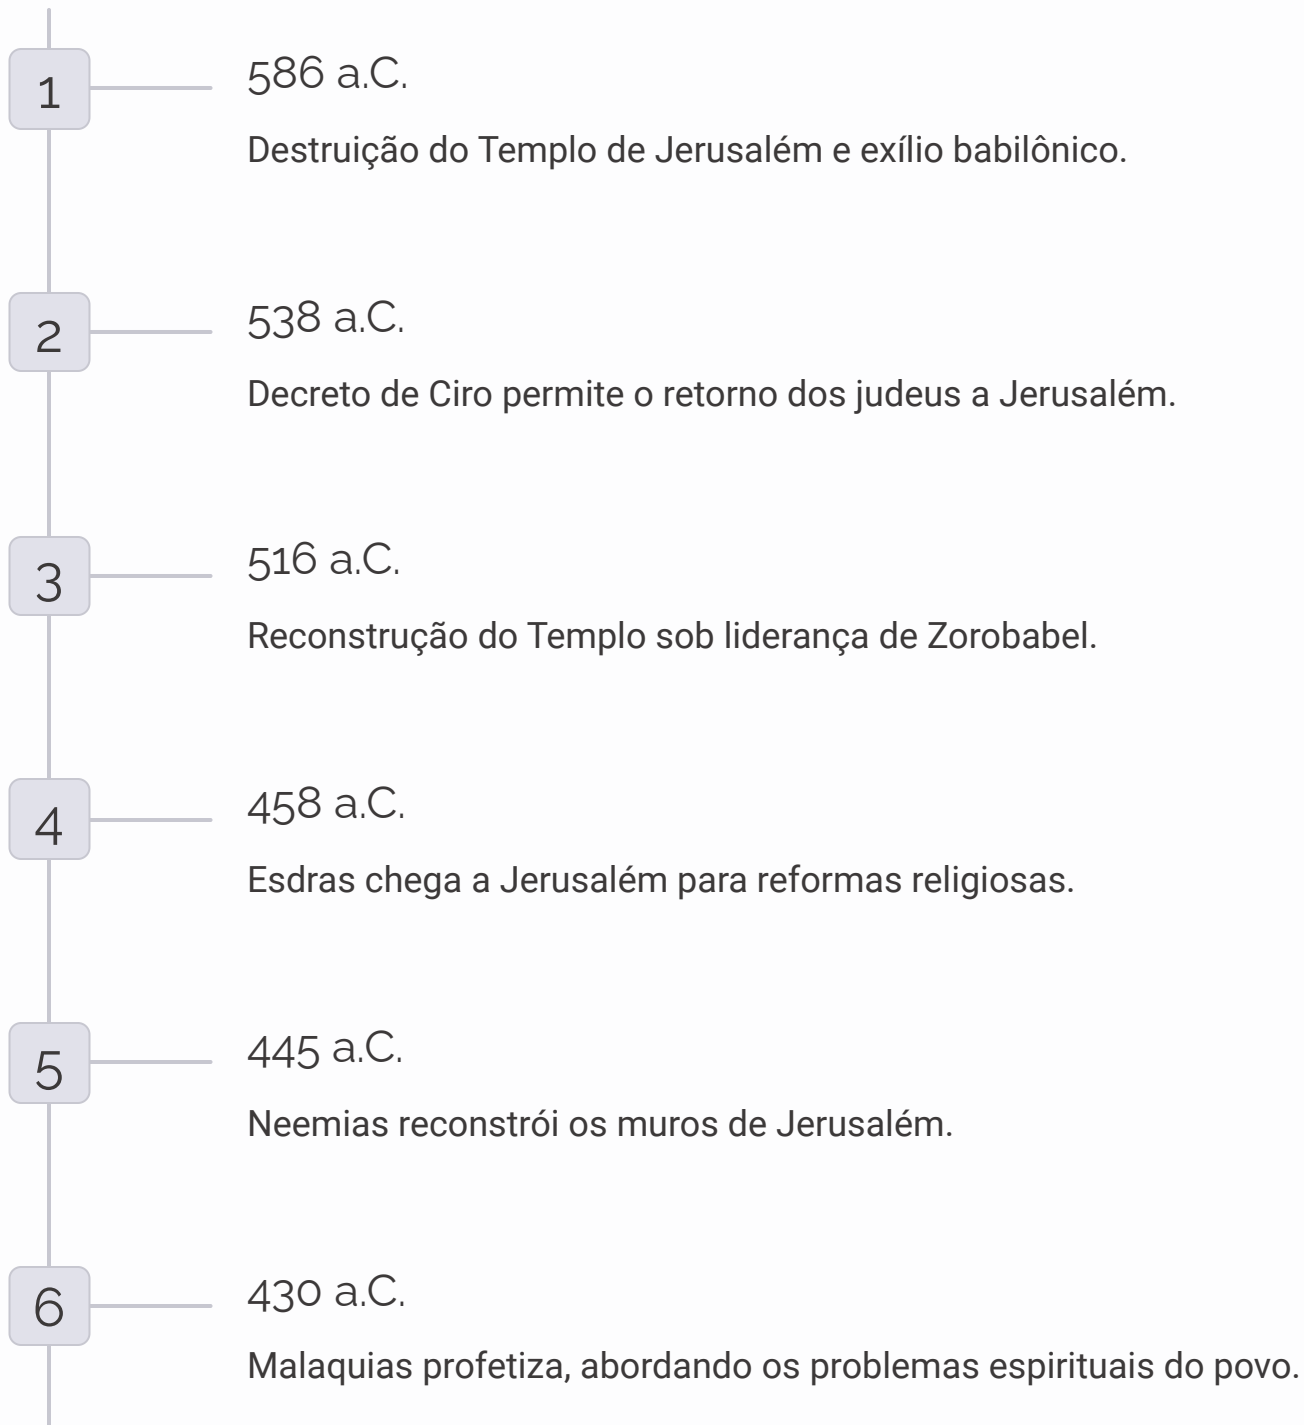 1
586 a.C.
Destruição do Templo de Jerusalém e exílio babilônico.
2
538 a.C.
Decreto de Ciro permite o retorno dos judeus a Jerusalém.
3
516 a.C.
Reconstrução do Templo sob liderança de Zorobabel.
4
458 a.C.
Esdras chega a Jerusalém para reformas religiosas.
5
445 a.C.
Neemias reconstrói os muros de Jerusalém.
6
430 a.C.
Malaquias profetiza, abordando os problemas espirituais do povo.